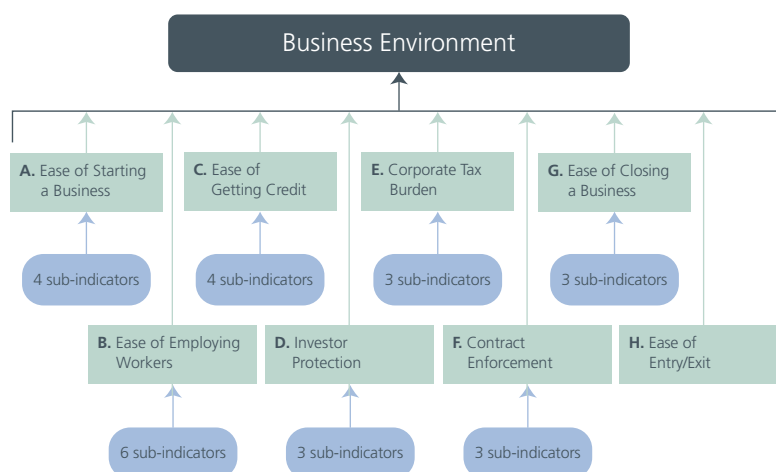 Business Environment
A. Ease of Starting
a Business
C. Ease of
Getting Credit
E. Corporate Tax
Burden
G. Ease of Closing
a Business
4 sub-indicators
4 sub-indicators
3 sub-indicators
3 sub-indicators
B. Ease of Employing
Workers
D. Investor
Protection
F. Contract
Enforcement
H. Ease of
Entry/Exit
6 sub-indicators
3 sub-indicators
3 sub-indicators